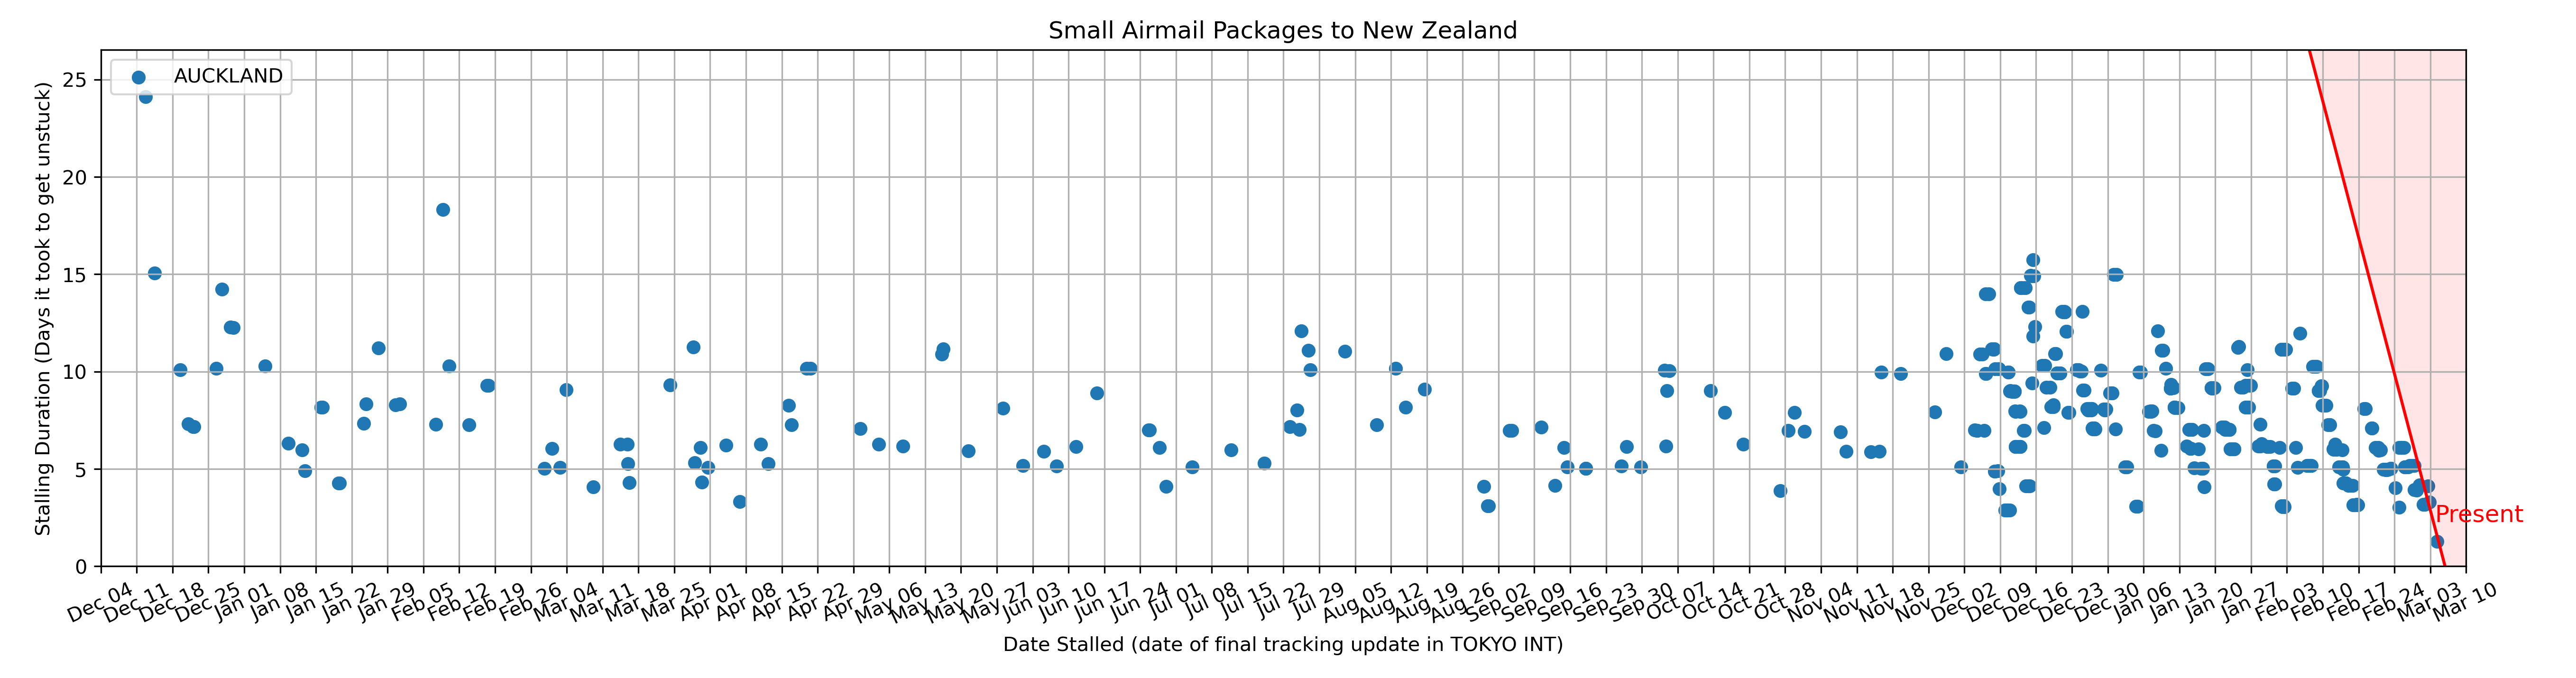 Small Airmail Packages to New Zealand
AUCKLAND
Stalling Duration (Days it took to get unstuck)
25
20
15
10
5
0
Present
Dec 04
Dec 11
Dec 18
Dec 25
Jan 01
Jan 08
Jan 15
Jan 22
Jan 29
Feb 05
Feb 12
Feb 19
Feb 26
Mar 04
Mar 11
Mar 18
Mar 25
Apr 01
Apr 08
Apr 15
Apr 22
Apr 29
May 06
May 13
May 20
May 27
Jun 03
Jun 10
Jun 17
Jun 24
Jul 01
Jul 08
Jul 15
Jul 22
Jul 29
Aug 05
Aug 12
Aug 19
Aug 26
Sep 02
Sep 09
Sep 16
Sep 23
Sep 30
Oct 07
Oct 14
Oct 21
Oct 28
Nov 04
Nov 11
Nov 18
Nov 25
Dec 02
Dec 09
Dec 16
Dec 23
Dec 30
Jan 06
Jan 13
Jan 20
Jan 27
Feb 03
Feb 10
Feb 17
Feb 24
Mar 03
Mar 10
Date Stalled (date of final tracking update in TOKYO INT)